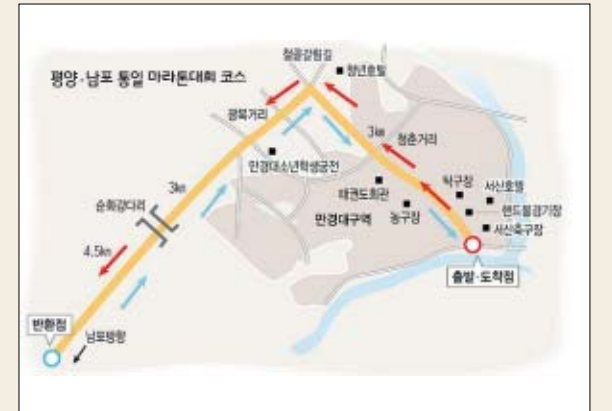 평양·남포 통일 마라톤대회 코스
철골갈림길
청년호텔
광복거리
3㎞
청춘거리
만경대소년학생궁전
3㎞
순화강다리
태권도회관
탁구장
서산호텔
만경대구역
농구장
핸드볼경기장
서산축구장
4.5㎞
출발·도착점
반환점
남포방향